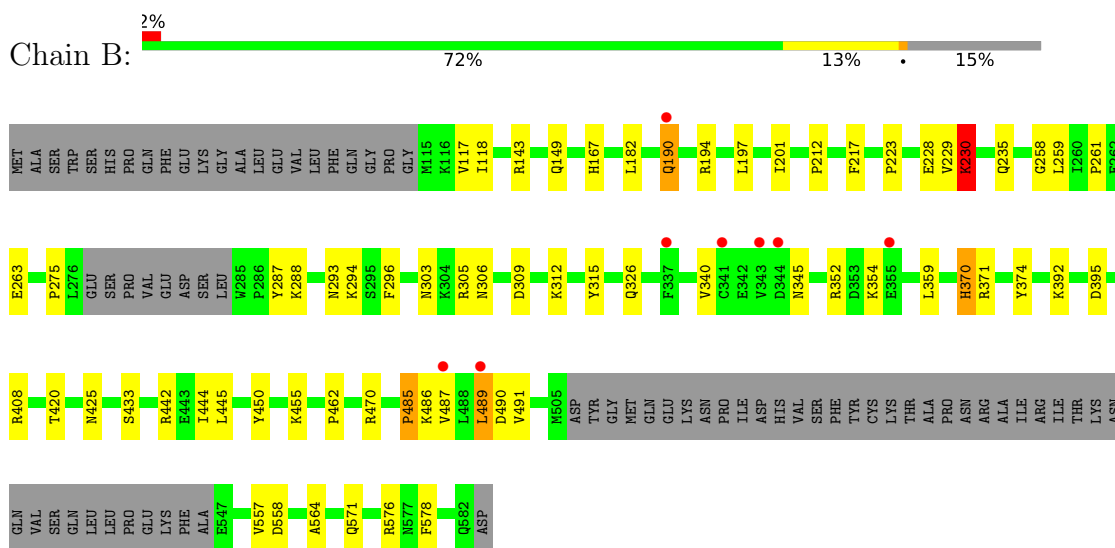 2%
Chain B:
72% 13% • 15%
MET ALA SER TRP SER HIS PRO GLN PHE GLU LYS GLY ALA LEU GLU VAL LEU PHE GLN GLY PRO GLY M115 K116 V117 I118 R143 Q149 H167 L182 Q190 R194 L197 I201 P212 F217 P223 E228 V229 K230 Q235 G258 L259 I260 P261
E263 P275 L276 GLU SER PRO VAL GLU ASP SER LEU W285 P286 Y287 K288 N293 K294 S295 F296 N303 K304 R305 N306 D309 K312 Y315 Q326 F337 V340 C341 E342 V343 D344 N345 R352 D353 K354 E355 L359 H370 R371 Y374 K392 D395
R408 T420 N425 S433 R442 E443 I444 L445 Y450 K455 P462 R470 P485 K486 V487 L488 L489 D490 V491 M505 ASP TYR GLY MET GLN GLU LYS ASN PRO ILE ASP HIS VAL SER PHE TYR CYS LYS THR ALA PRO ASN ARG ALA ILE ARG ILE THR LYS ASN
GLN VAL SER GLN LEU LEU PRO GLU LYS PHE ALA E547 V557 D558 A564 Q571 R576 N577 F578 Q582 ASP